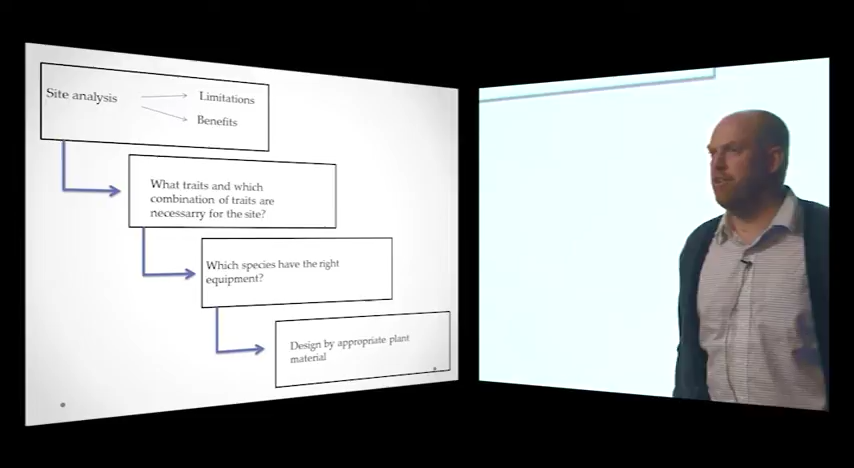 Site analysis
Limitations
Benefits
What traits and which
combination of traits are
necessarry for the site?
Which species have the right
equipment?
Design by appropriate plant
material